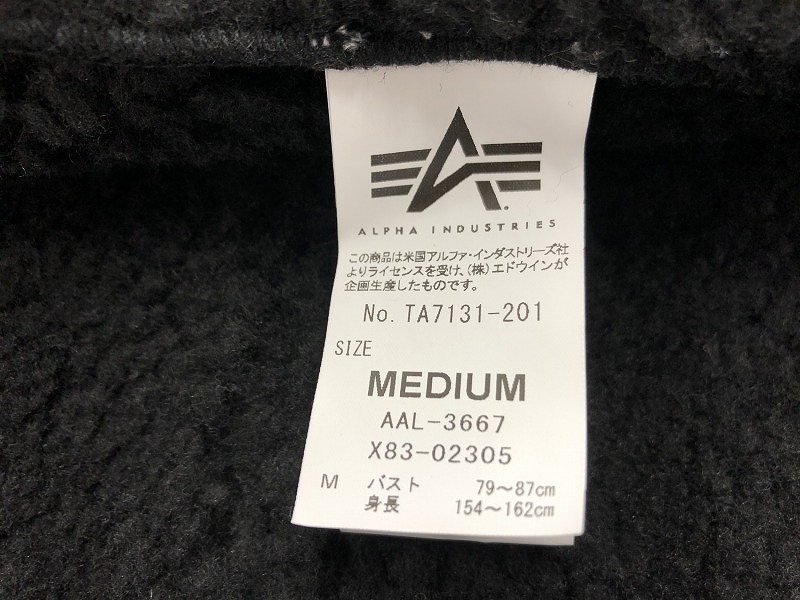 ALPHA INDUSTRIES
この商品は米国アルファ・インダストリーズ社
よりライセンスを受け、(株)エドウインが
企画生産したものです。
No. TA7131-201
SIZE
MEDIUM
AAL-3667
X83-02305
M バスト 79～87cm
身長 154～162cm